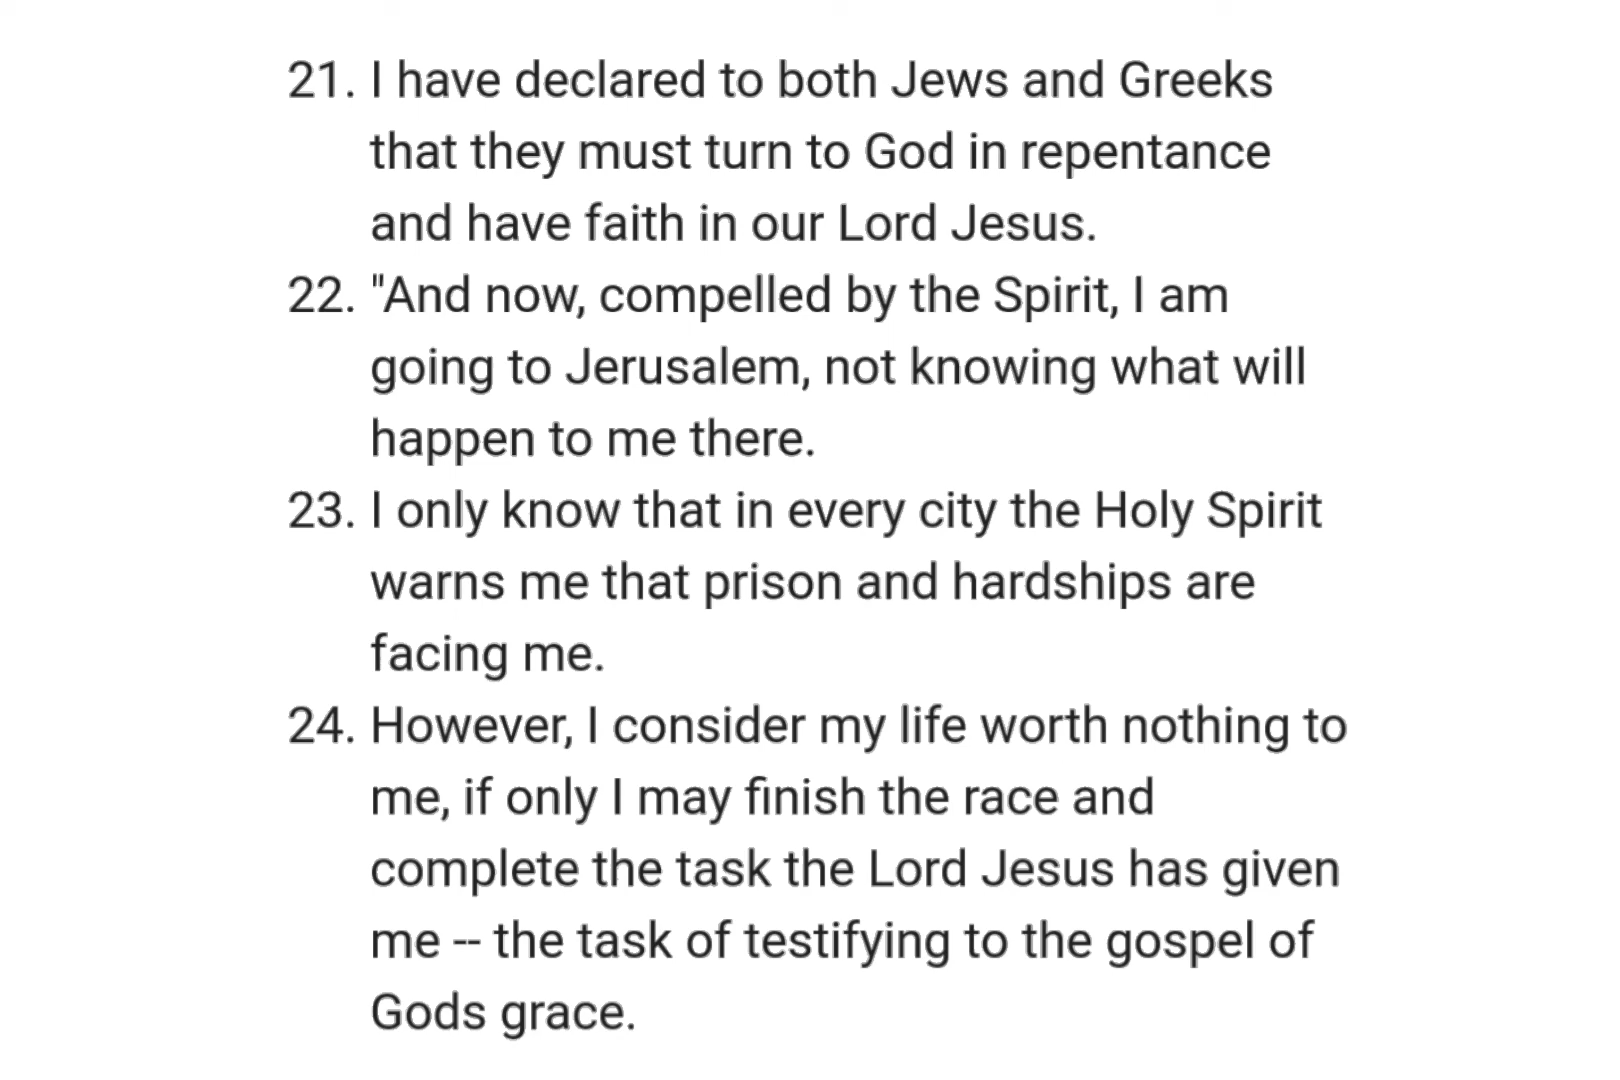 21. I have declared to both Jews and Greeks
that they must turn to God in repentance
and have faith in our Lord Jesus.
22. "And now, compelled by the Spirit, I am
going to Jerusalem, not knowing what will
happen to me there.
23. I only know that in every city the Holy Spirit
warns me that prison and hardships are
facing me.
24. However, I consider my life worth nothing to
me, if only I may finish the race and
complete the task the Lord Jesus has given
me -- the task of testifying to the gospel of
Gods grace.